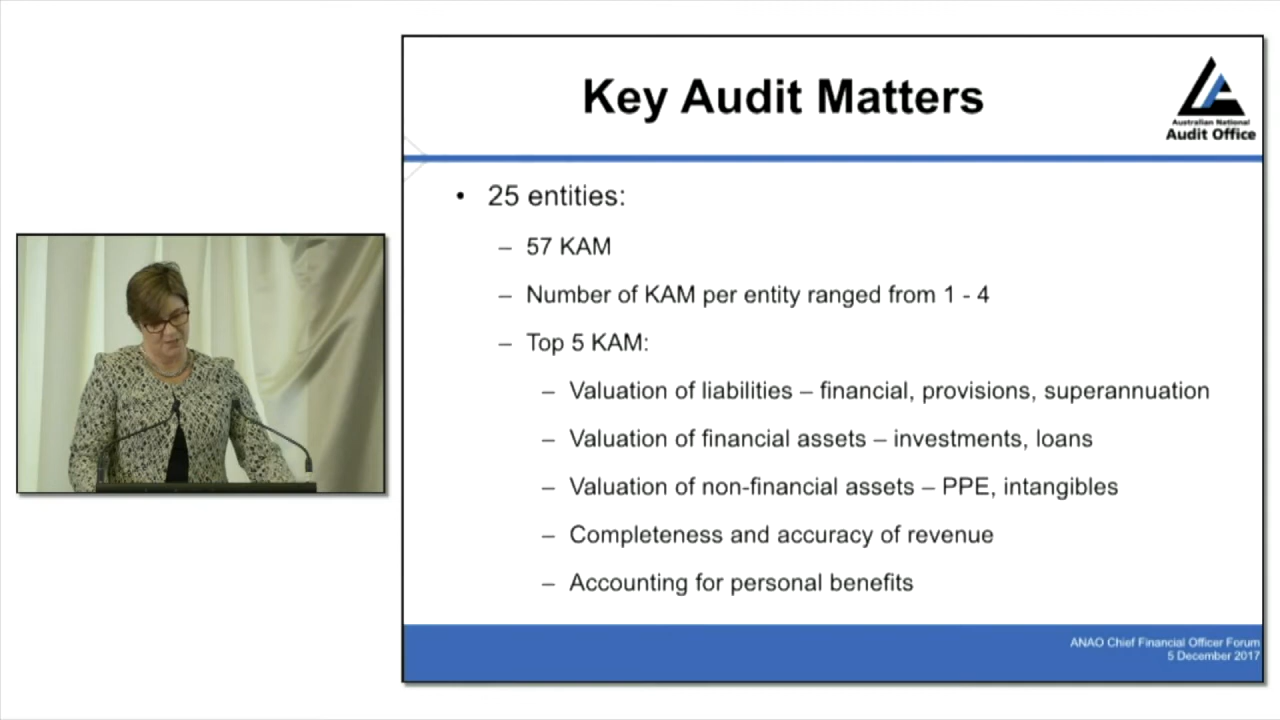 Key Audit Matters
Australian National
Audit Office
• 25 entities:
– 57 KAM
– Number of KAM per entity ranged from 1 - 4
– Top 5 KAM:
– Valuation of liabilities – financial, provisions, superannuation
– Valuation of financial assets – investments, loans
– Valuation of non-financial assets – PPE, intangibles
– Completeness and accuracy of revenue
– Accounting for personal benefits
ANAO Chief Financial Officer Forum
5 December 2017